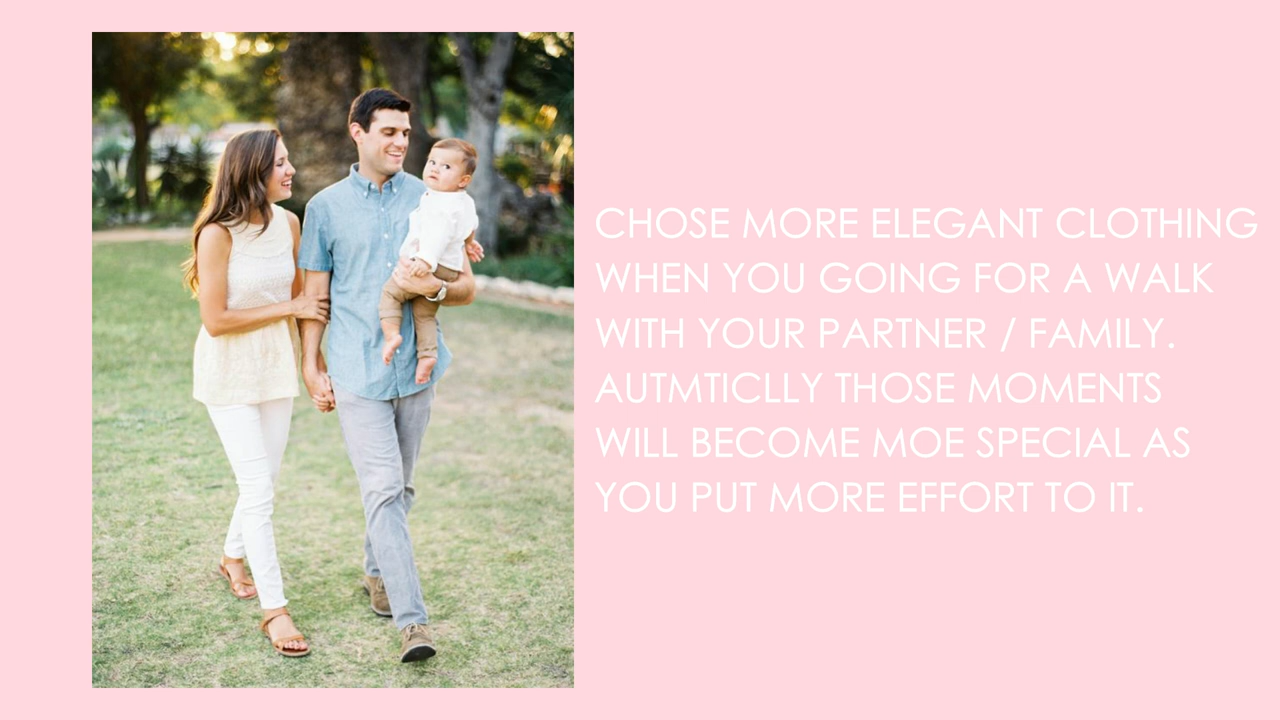 CHOSE MORE ELEGANT CLOTHING
WHEN YOU GOING FOR A WALK
WITH YOUR PARTNER / FAMILY.
AUTMTICLLY THOSE MOMENTS
WILL BECOME MOE SPECIAL AS
YOU PUT MORE EFFORT TO IT.